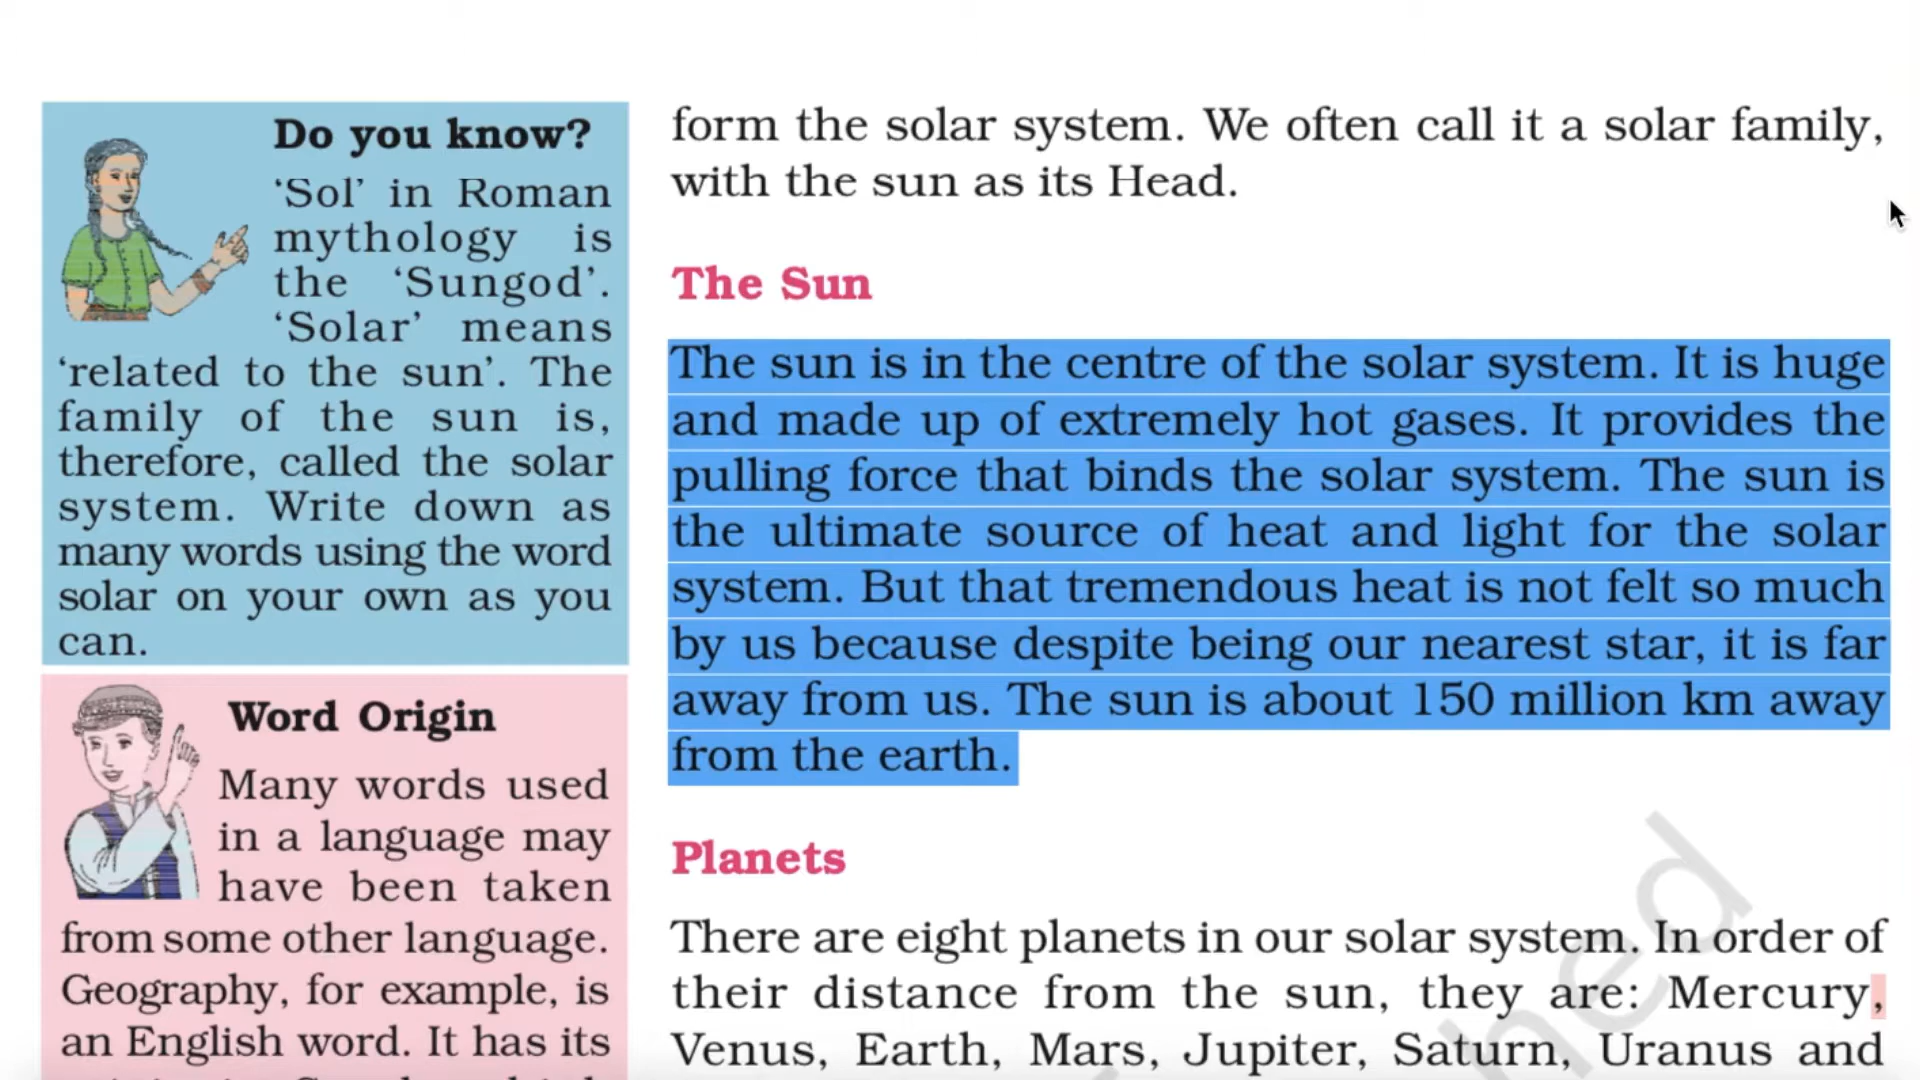 Do you know?
‘Sol’ in Roman
mythology is
the ‘Sungod’.
‘Solar’ means
‘related to the sun’. The
family of the sun is,
therefore, called the solar
system. Write down as
many words using the word
solar on your own as you
can.
Word Origin
Many words used
in a language may
have been taken
from some other language.
Geography, for example, is
an English word. It has its
form the solar system. We often call it a solar family,
with the sun as its Head.
The Sun
The sun is in the centre of the solar system. It is huge
and made up of extremely hot gases. It provides the
pulling force that binds the solar system. The sun is
the ultimate source of heat and light for the solar
system. But that tremendous heat is not felt so much
by us because despite being our nearest star, it is far
away from us. The sun is about 150 million km away
from the earth.
Planets
There are eight planets in our solar system. In order of
their distance from the sun, they are: Mercury,
Venus, Earth, Mars, Jupiter, Saturn, Uranus and